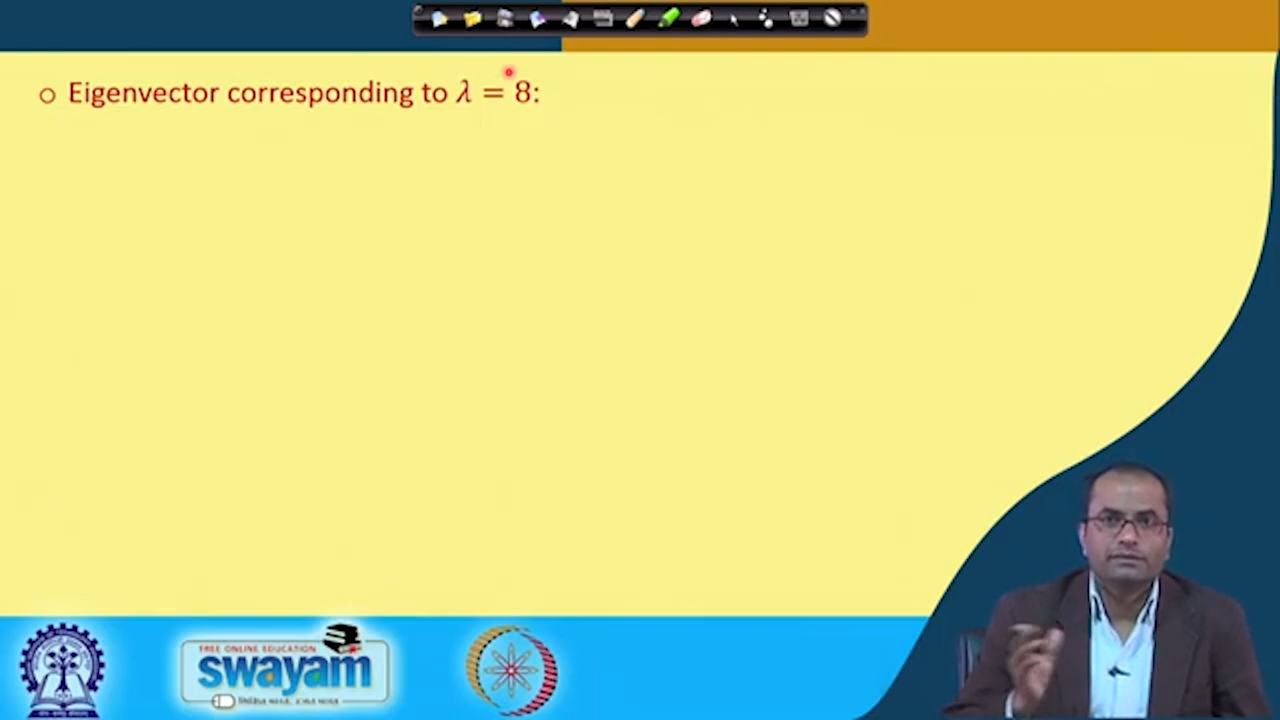 ○ Eigenvector corresponding to λ = 8:
FREE ONLINE EDUCATION
swayam